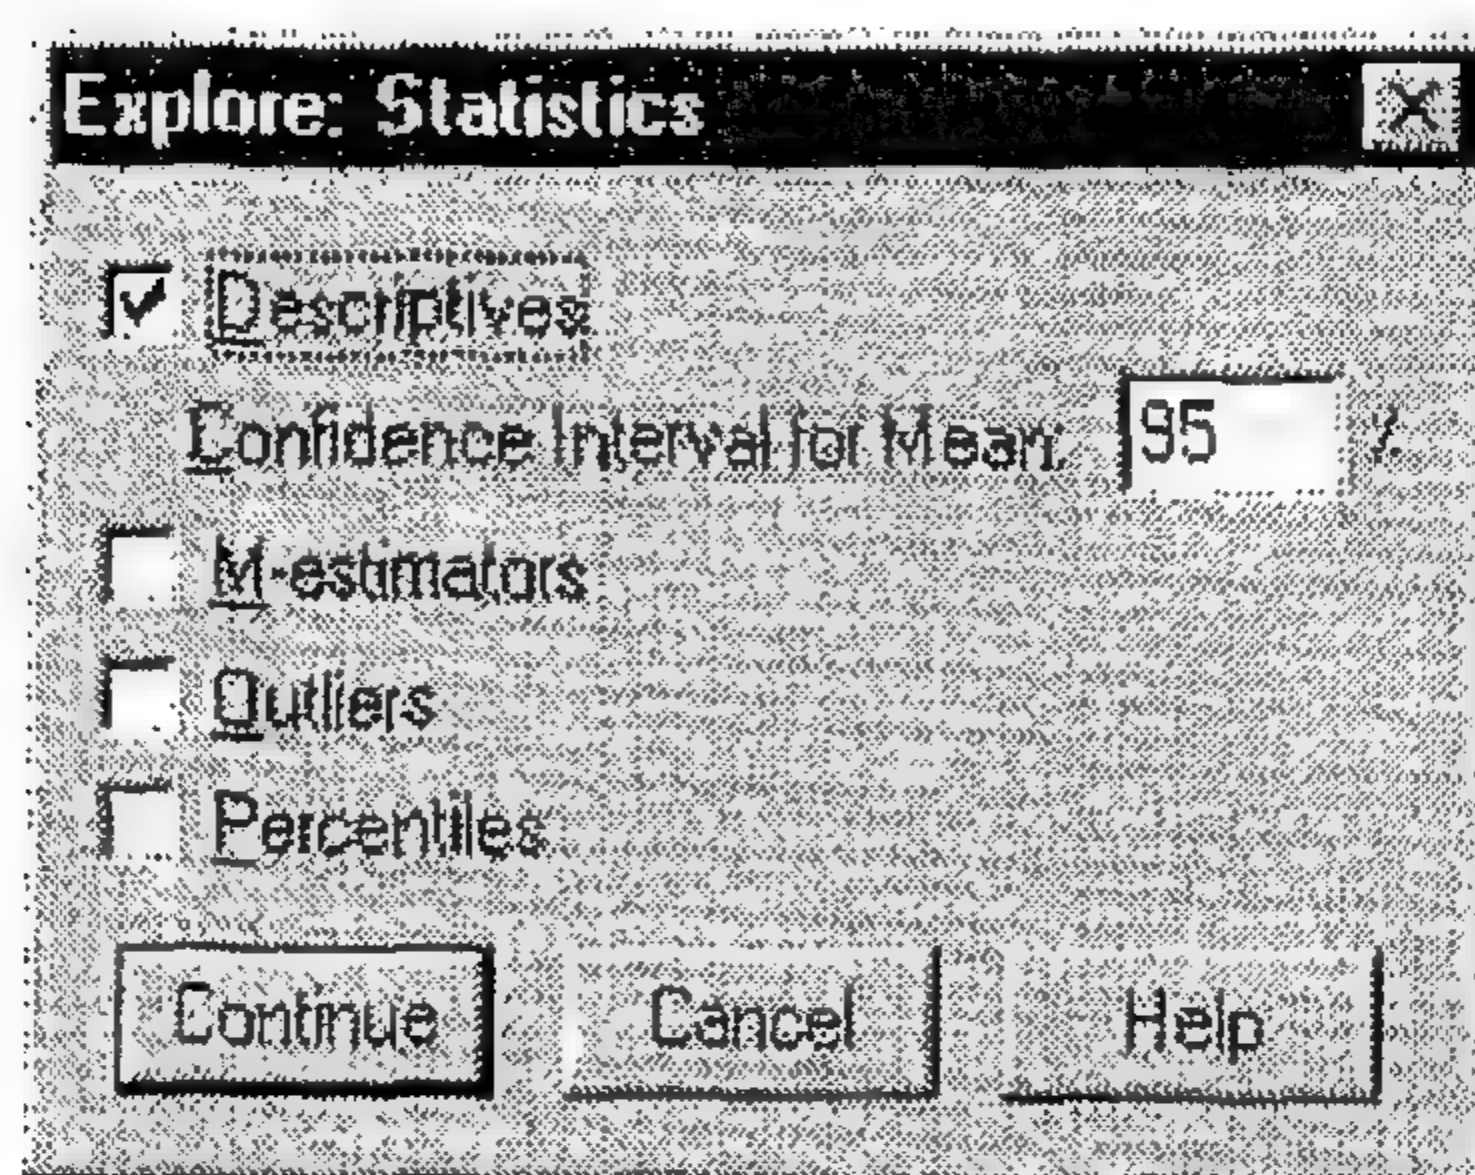 Explore: Statistics
Descriptives
Confidence Interval for Mean: 95 %
M-estimators
Outliers
Percentiles
Continue Cancel Help